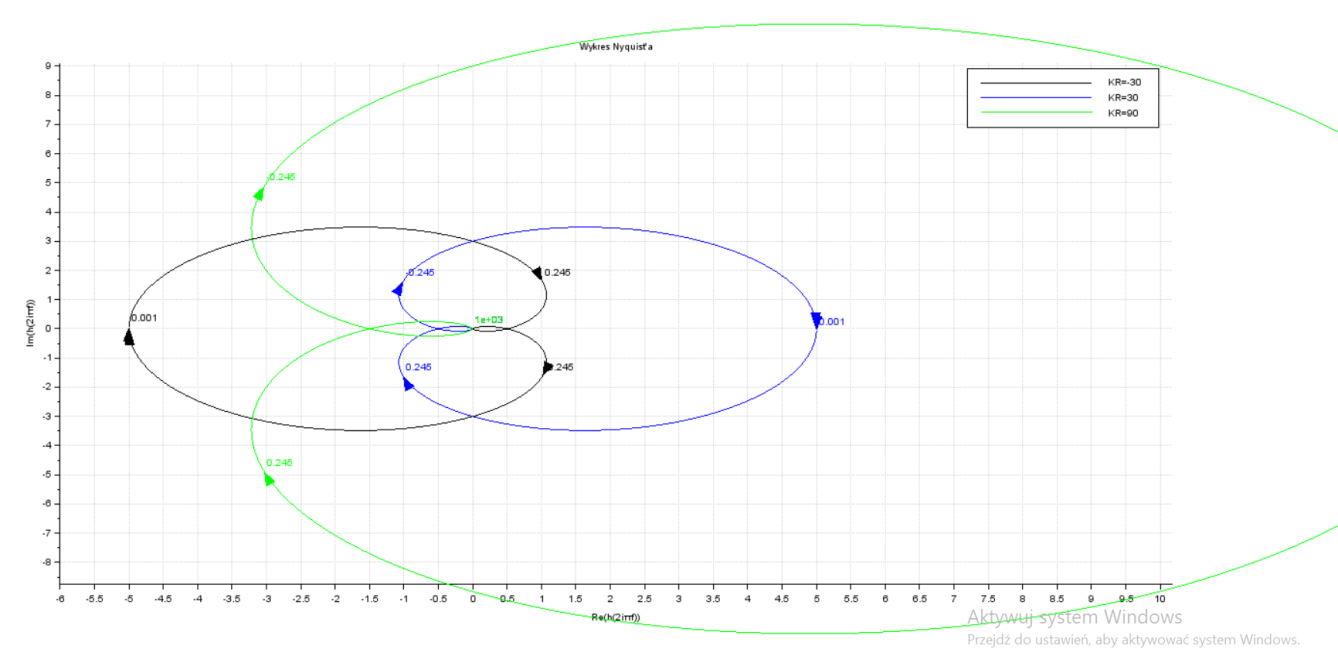 Wykres Nyquist'a
KR=-30
KR=30
KR=90
9
8
7
6
5
4
3
2
1
0
-1
-2
-3
-4
-5
-6
-7
-8
Im(h(2iπf))
-0.245
-0.245
0.245
0.001
1e+03
0.001
0.245
0.245
0.245
-6 -5.5 -5 -4.5 -4 -3.5 -3 -2.5 -2 -1.5 -1 -0.5 0 0.5 1 1.5 2 2.5 3 3.5 4 4.5 5 5.5 6 6.5 7 7.5 8 8.5 9 9.5 10
Re(h(2iπf))
Aktywuj system Windows
Przejdź do ustawień, aby aktywować system Windows.